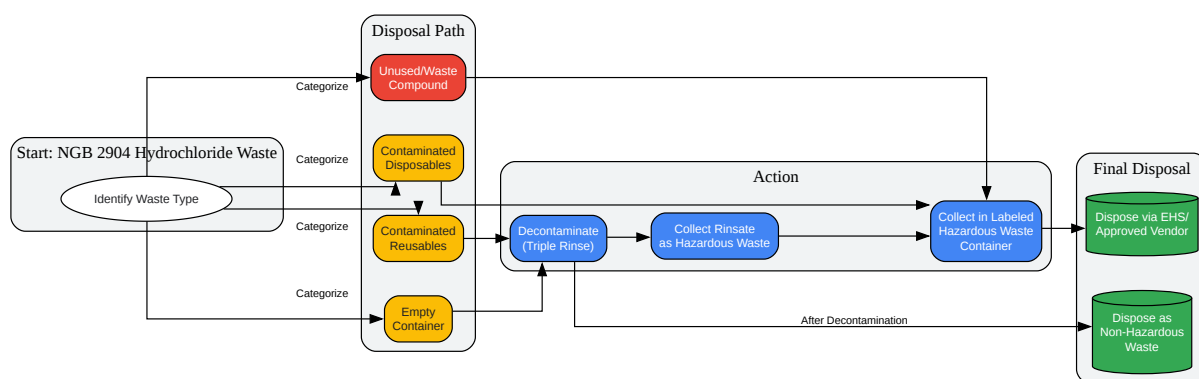 Disposal Path
Unused/Waste
Compound
Categorize
Start: NGB 2904 Hydrochloride Waste
Identify Waste Type
Categorize
Contaminated
Disposables
Categorize
Contaminated
Reusables
Categorize
Empty
Container
Action
Decontaminate
(Triple Rinse)
Collect Rinsate
as Hazardous Waste
Collect in Labeled
Hazardous Waste
Container
After Decontamination
Final Disposal
Dispose via EHS/
Approved Vendor
Dispose as
Non-Hazardous
Waste